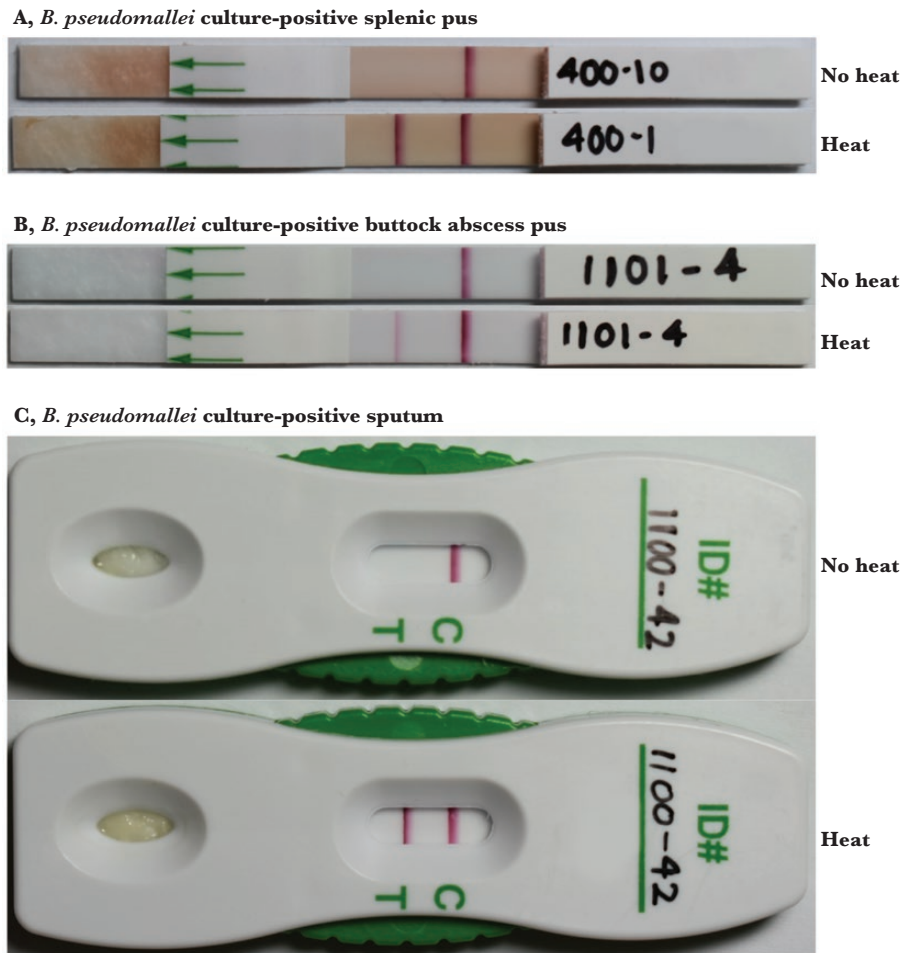 A, B. pseudomallei culture-positive splenic pus
400-10
No heat
400-1
Heat
B, B. pseudomallei culture-positive buttock abscess pus
1101-4
No heat
1101-4
Heat
C, B. pseudomallei culture-positive sputum
C
T
1100-42
ID#
No heat
C
T
1100-42
ID#
Heat